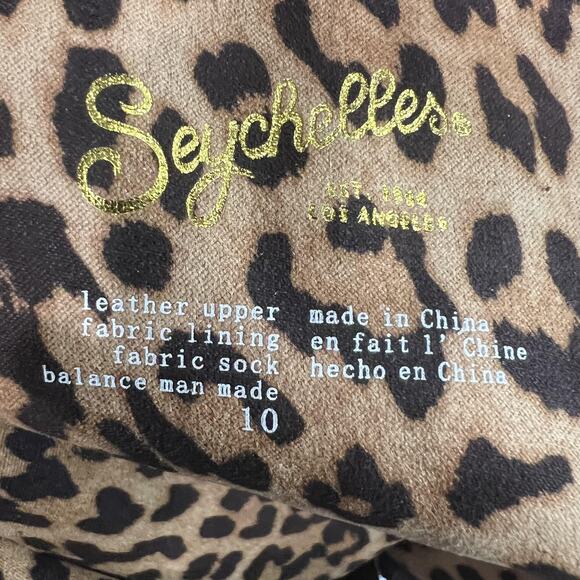 Seychelles®
EST. 1984
LOS ANGELES
leather upper
fabric lining
fabric sock
balance man made
10
made in China
en fait l' Chine
hecho en China